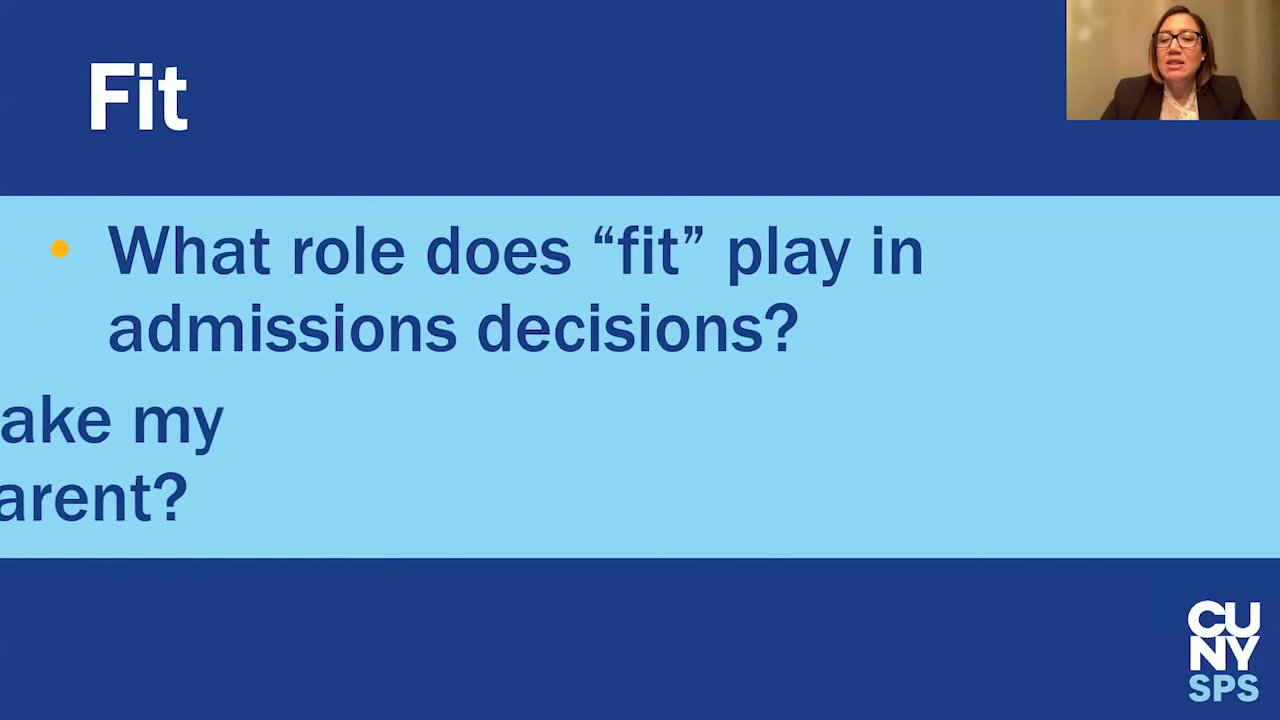 Fit
• What role does “fit” play in
admissions decisions?
ake my
arent?
CU
NY
SPS